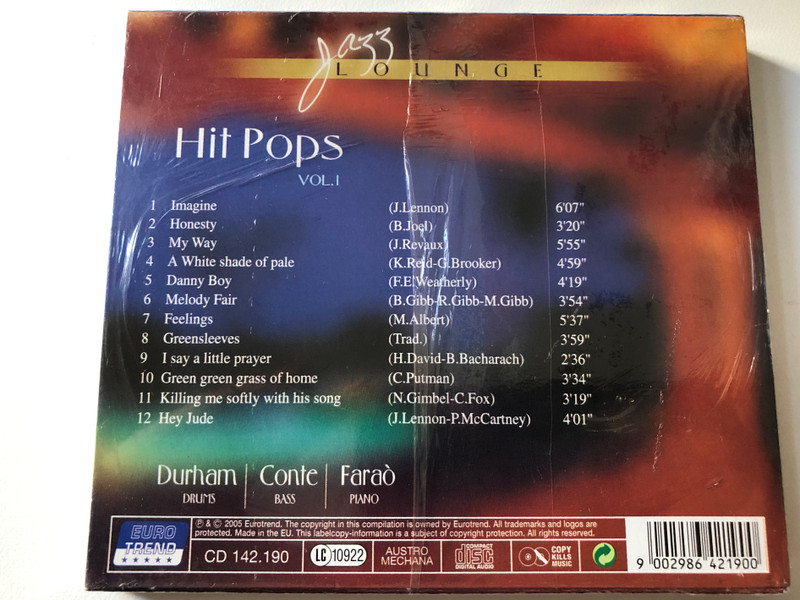 Jazz
LOUNGE
Hit Pops
VOL.1
1 Imagine (J.Lennon) 6'07"
2 Honesty (B.Joel) 3'20"
3 My Way (J.Revaux) 5'55"
4 A White shade of pale (K.Reid-G.Brooker) 4'59"
5 Danny Boy (F.E.Weatherly) 4'19"
6 Melody Fair (B.Gibb-R.Gibb-M.Gibb) 3'54"
7 Feelings (M.Albert) 5'37"
8 Greensleeves (Trad.) 3'59"
9 I say a little prayer (H.David-B.Bacharach) 2'36"
10 Green green grass of home (C.Putman) 3'34"
11 Killing me softly with his song (N.Gimbel-C.Fox) 3'19"
12 Hey Jude (J.Lennon-P.McCartney) 4'01"
Durham Conte Faraò
DRUMS BASS PIANO
EURO
TREND
℗ & © 2005 Eurotrend. The copyright in this compilation is owned by Eurotrend. All trademarks and logos are
protected. Made in the EU. This labelcopy-information is a subject of copyright protection. All rights reserved.
CD 142.190
LC 10922
AUSTRO
MECHANA
COMPACT
disc
DIGITAL AUDIO
COPY
KILLS
MUSIC
9 002986 421900